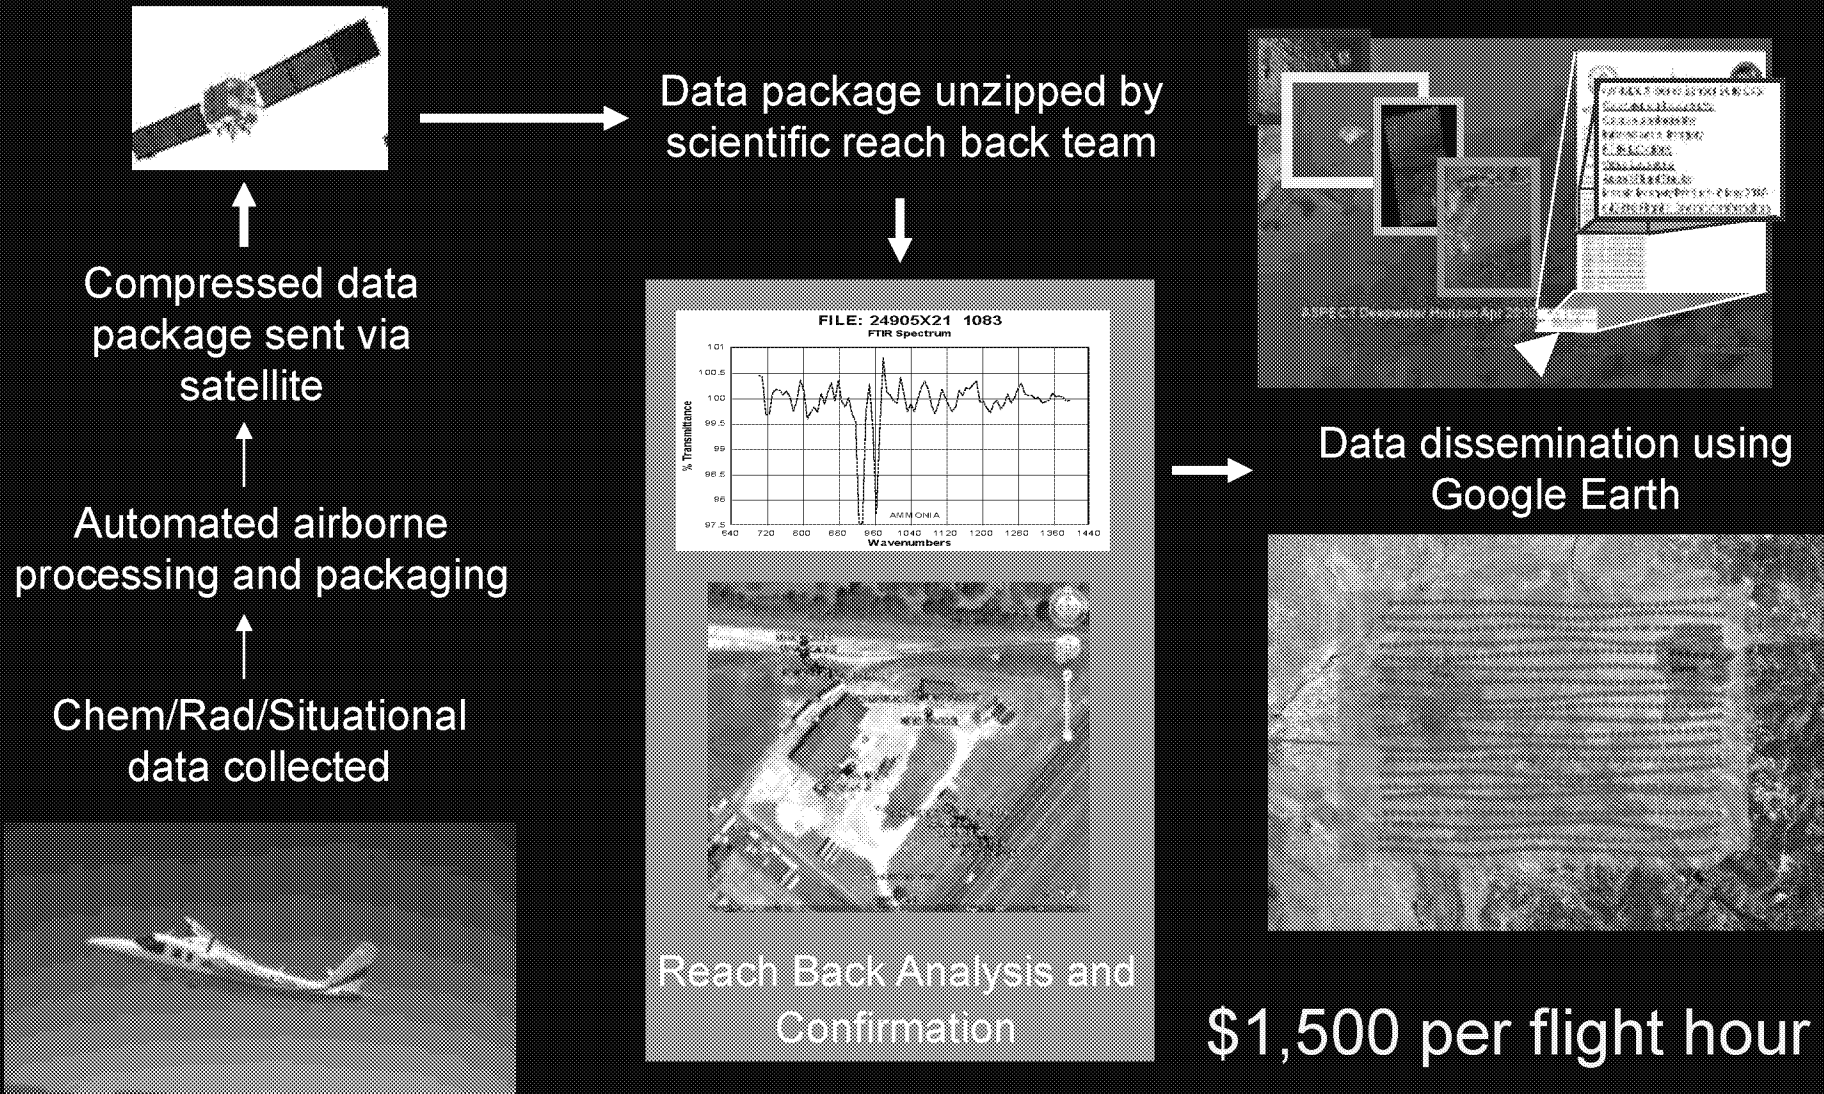 Data package unzipped by
scientific reach back team
Compressed data
package sent via
satellite
Automated airborne
processing and packaging
Chem/Rad/Situational
data collected
FILE: 24905X21 1083
FTIR Spectrum
% Transmittance
101
100.5
100
99.5
99
98.5
98
97.5
AMMONIA
640 720 800 880 960 1040 1120 1200 1280 1360 1440
Wavenumbers
Reach Back Analysis and
Confirmation
Data dissemination using
Google Earth
$1,500 per flight hour